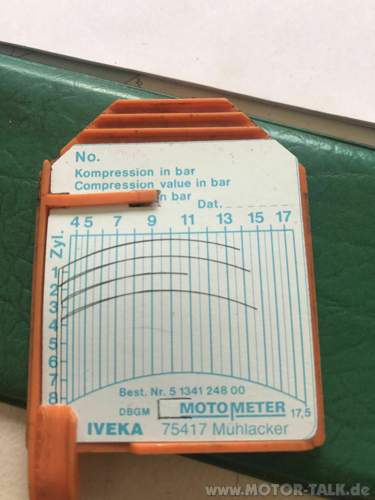 No.
Kompression in bar
Compression value in bar
in bar
Dat.
4 5 7 9 11 13 15 17
Zyl.
1
2
3
4
5
6
7
8
Best. Nr. 5 1341 248 00
DBGM MOTOMETER 17,5
IVEKA 75417 Mühlacker
www.MOTOR-TALK.de